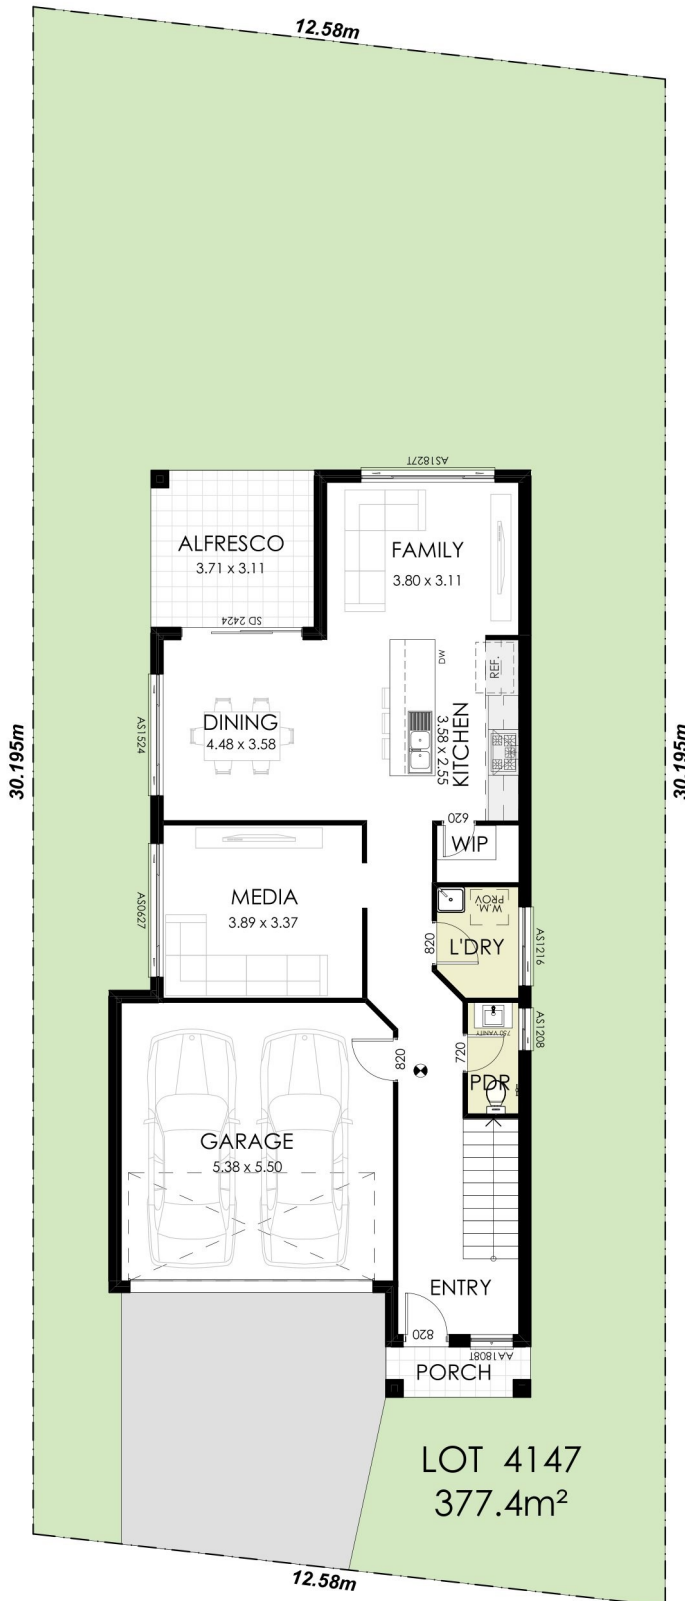 12.58m
AS1827T
ALFRESCO
3.71 x 3.11
FAMILY
3.80 x 3.11
SD 2424
DW
REF.
30.195m
AS1524
DINING
4.48 x 3.58
KITCHEN
3.58 x 2.55
30.195m
620
WIP
AS0627
MEDIA
3.89 x 3.37
W.M.
PROV
820
L'DRY
AS1216
750 VANITY
AS1208
820
720
PDR
GARAGE
5.38 x 5.50
ENTRY
820
AA1808T
PORCH
LOT 4147
377.4m²
12.58m